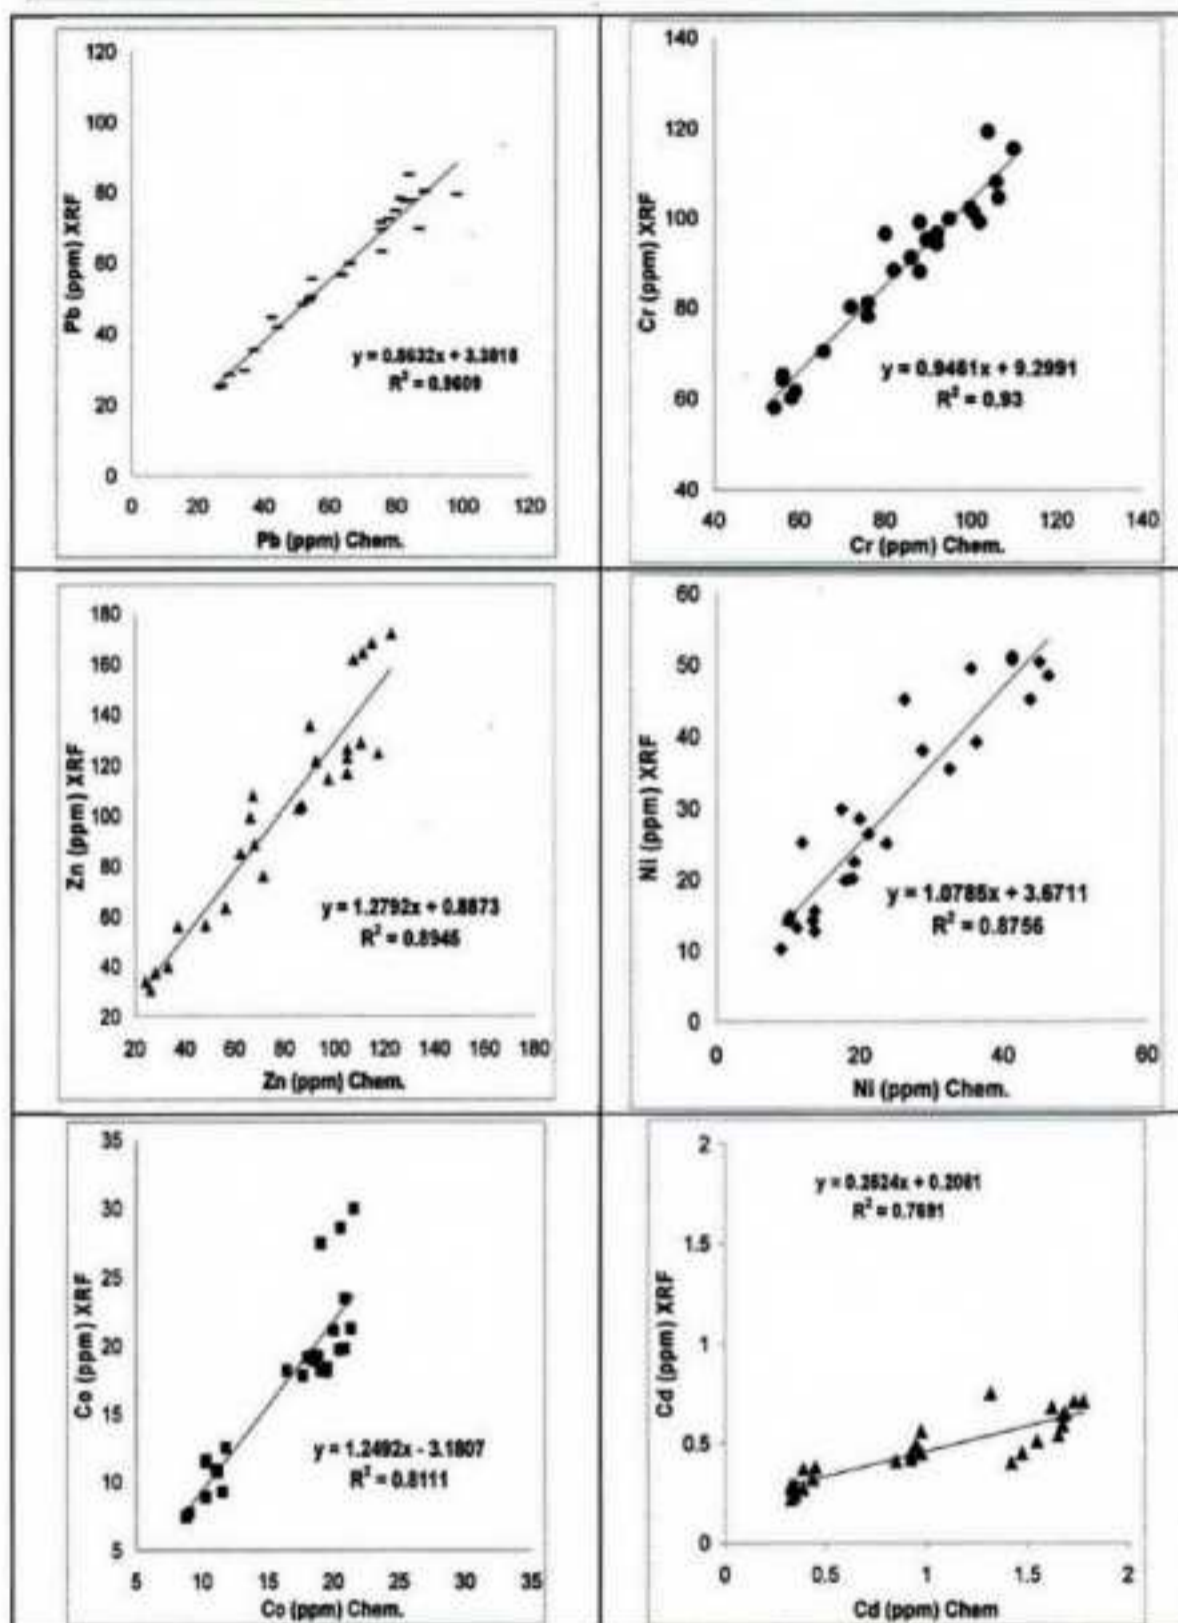 120
100
80
60
40
20
0
Pb (ppm) XRF
y = 0.8632x + 3.3818
R² = 0.9609
0 20 40 60 80 100 120
Pb (ppm) Chem.
140
120
100
80
60
40
Cr (ppm) XRF
y = 0.9461x + 9.2991
R² = 0.93
40 60 80 100 120 140
Cr (ppm) Chem.
180
160
140
120
100
80
60
40
20
Zn (ppm) XRF
y = 1.2792x + 0.8873
R² = 0.8945
20 40 60 80 100 120 140 160 180
Zn (ppm) Chem.
60
50
40
30
20
10
0
Ni (ppm) XRF
y = 1.0785x + 3.6711
R² = 0.8756
0 20 40 60
Ni (ppm) Chem.
35
30
25
20
15
10
5
Co (ppm) XRF
y = 1.2492x - 3.1807
R² = 0.8111
5 10 15 20 25 30 35
Co (ppm) Chem.
2
1.5
1
0.5
0
Cd (ppm) XRF
y = 0.2624x + 0.2081
R² = 0.7691
0 0.5 1 1.5 2
Cd (ppm) Chem